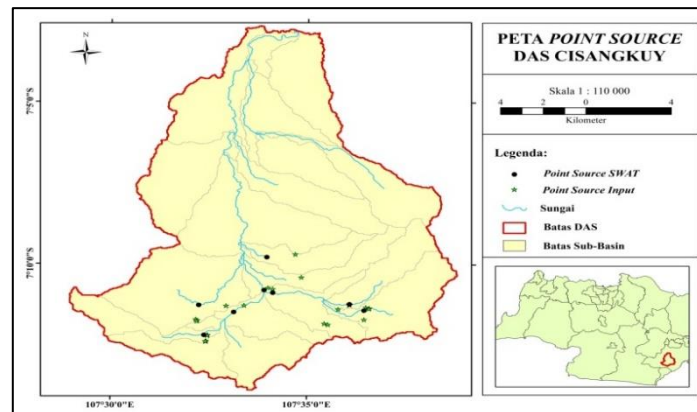 PETA POINT SOURCE
DAS CISANGKUY
Skala 1 : 110 000
4 2 0 4
Kilometer
Legenda:
Point Source SWAT
Point Source Input
Sungai
Batas DAS
Batas Sub-Basin
N
7°5'0"S
7°10'0"S
107°30'0"E
107°35'0"E